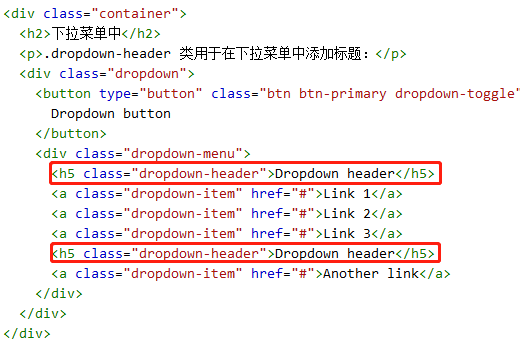 <div class="container">
<h2>下拉菜单中</h2>
<p>.dropdown-header 类用于在下拉菜单中添加标题：</p>
<div class="dropdown">
<button type="button" class="btn btn-primary dropdown-toggle"
Dropdown button
</button>
<div class="dropdown-menu">
<h5 class="dropdown-header">Dropdown header</h5>
<a class="dropdown-item" href="#">Link 1</a>
<a class="dropdown-item" href="#">Link 2</a>
<a class="dropdown-item" href="#">Link 3</a>
<h5 class="dropdown-header">Dropdown header</h5>
<a class="dropdown-item" href="#">Another link</a>
</div>
</div>
</div>